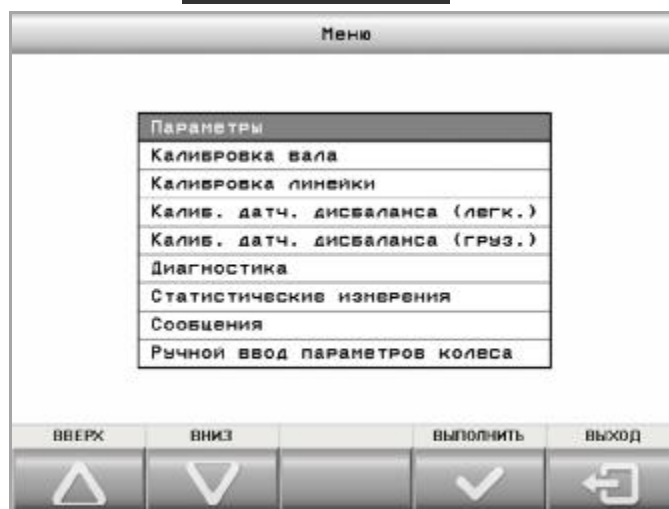 Меню
Параметры
Калибровка вала
Калибровка линейки
Калиб. датч. дисбаланса (легк.)
Калиб. датч. дисбаланса (груз.)
Диагностика
Статистические измерения
Сообщения
Ручной ввод параметров колеса
ВВЕРХ ВНИЗ ВЫПОЛНИТЬ ВЫХОД